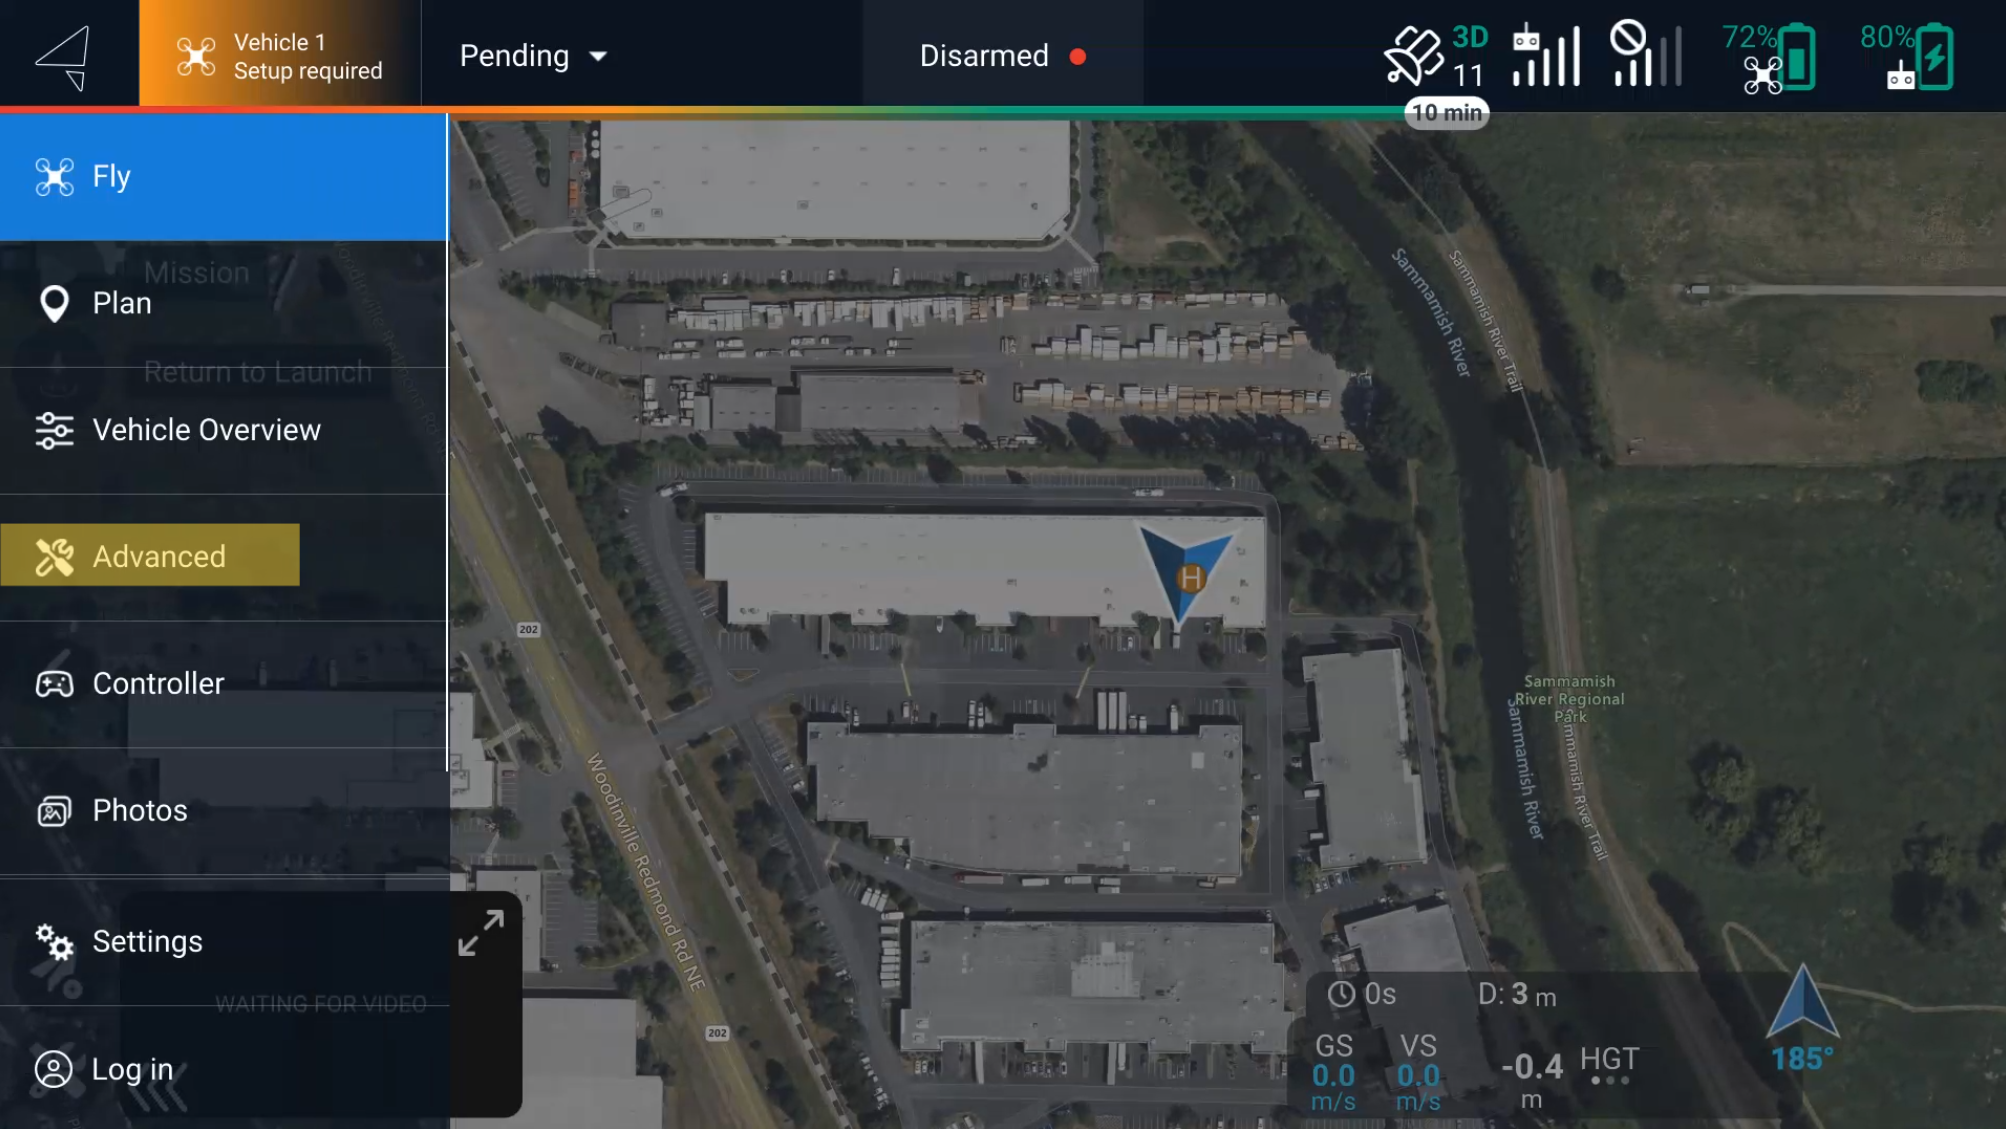 Vehicle 1
Setup required
Pending
Disarmed
3D
11
72%
80%
10 min
Fly
Mission
Plan
Return to Launch
Vehicle Overview
Advanced
Controller
Photos
Settings
WAITING FOR VIDEO
Log in
Sammamish River
Sammamish River Trail
H
202
Sammamish
River Regional
Park
Sammamish River
Sammamish River Trail
Woodinville Redmond Rd NE
202
0s
D: 3 m
GS
0.0
m/s
VS
0.0
m/s
-0.4
m
HGT
185°